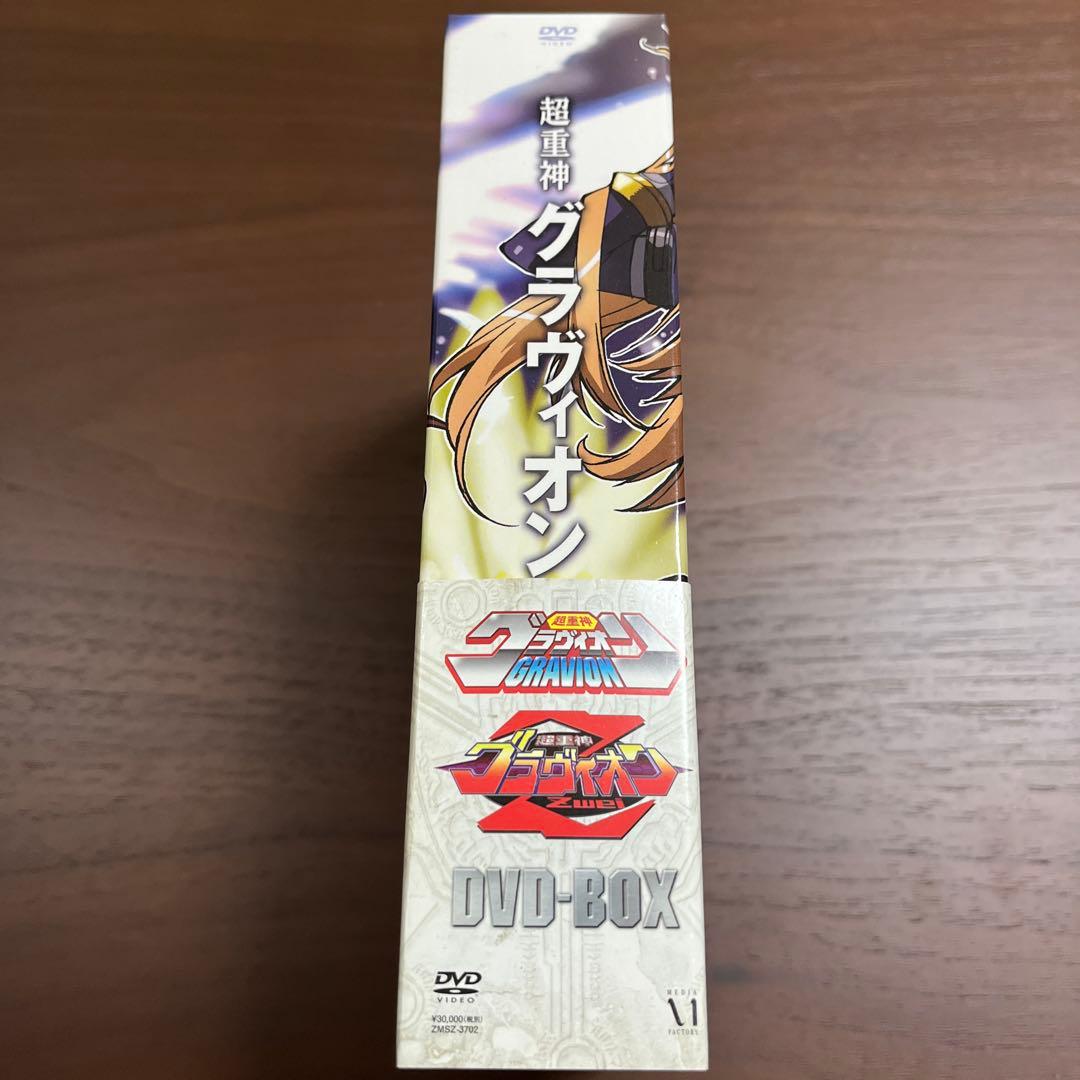 DVD
VIDEO
超重神
グラヴィオン
超重神
グラヴィオン
GRAVION
超重神
グラヴィオン
Zwei
DVD-BOX
DVD
VIDEO
¥30,000(税別)
ZMSZ-3702
MEDIA
FACTORY